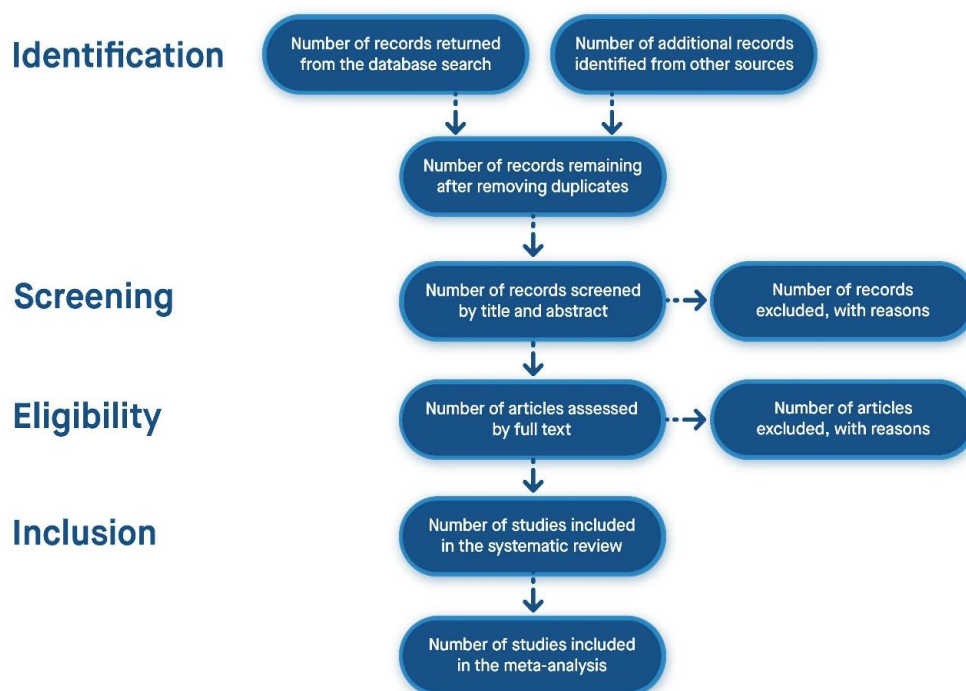 Identification
Number of records returned
from the database search
Number of additional records
identified from other sources
Number of records remaining
after removing duplicates
Screening
Number of records screened
by title and abstract
Number of records
excluded, with reasons
Eligibility
Number of articles assessed
by full text
Number of articles
excluded, with reasons
Inclusion
Number of studies included
in the systematic review
Number of studies included
in the meta-analysis